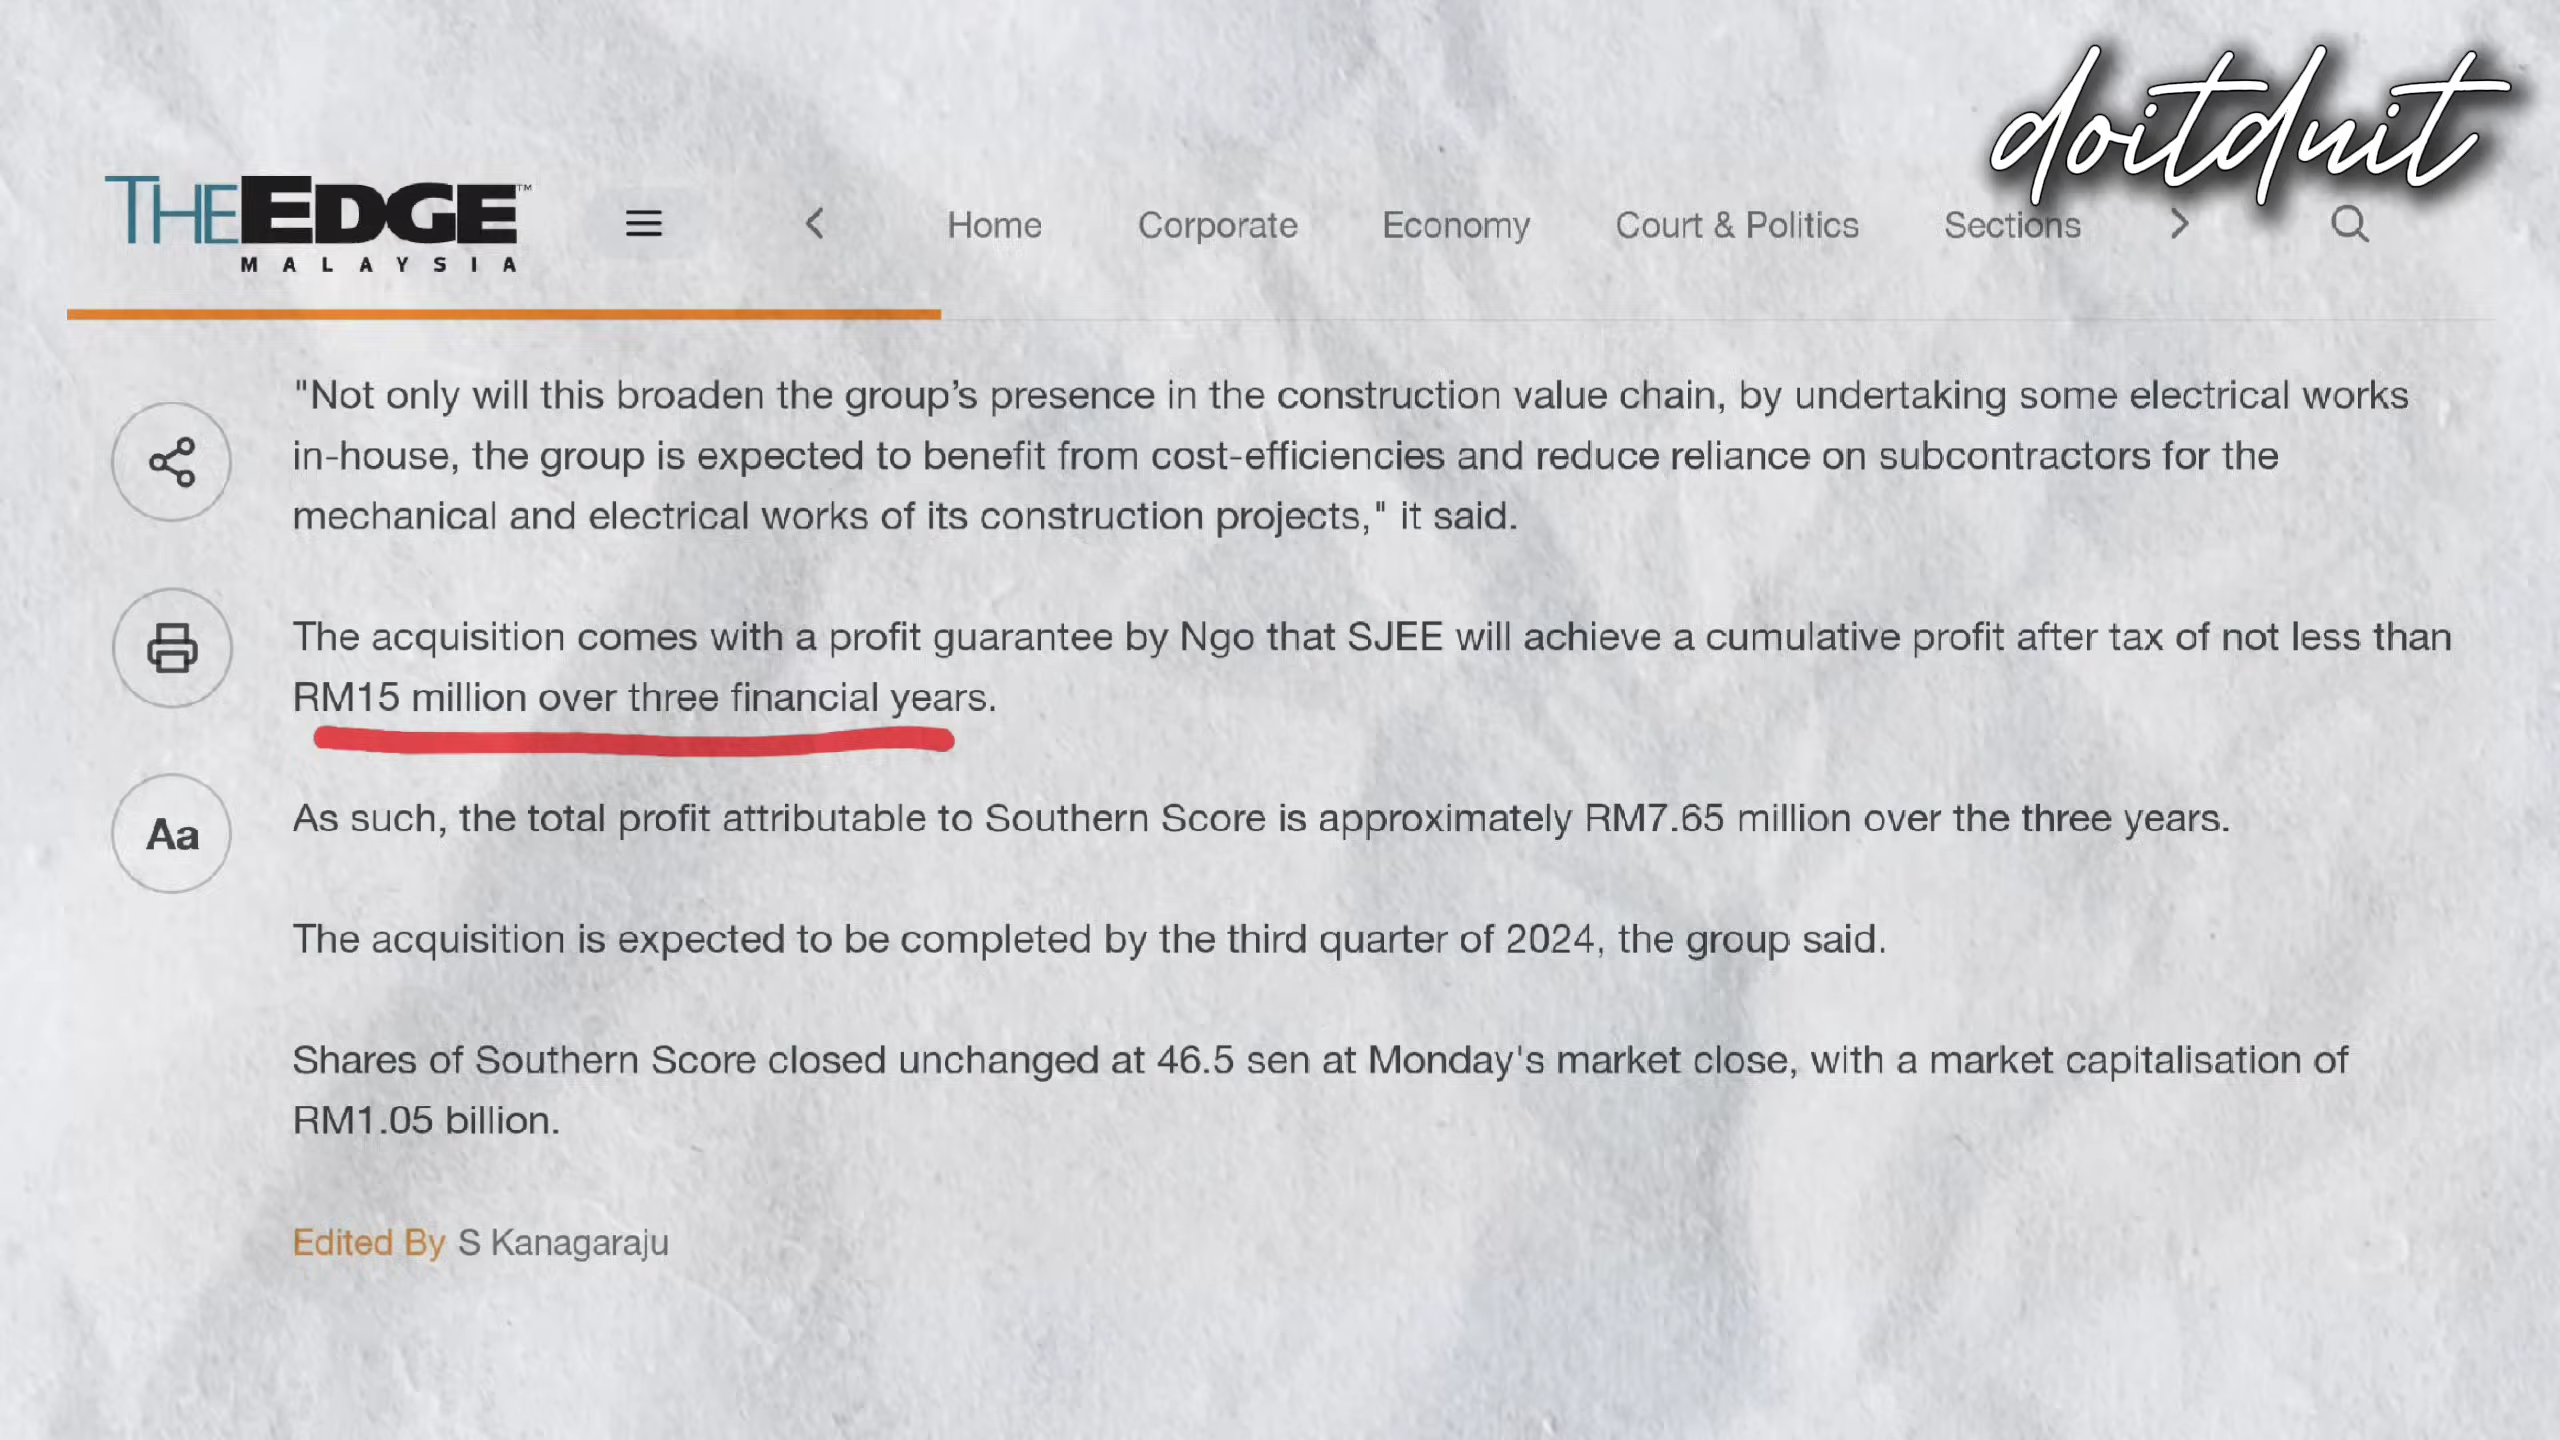 doitduit
THEEDGE™
MALAYSIA
Home Corporate Economy Court & Politics Sections
"Not only will this broaden the group’s presence in the construction value chain, by undertaking some electrical works
in-house, the group is expected to benefit from cost-efficiencies and reduce reliance on subcontractors for the
mechanical and electrical works of its construction projects," it said.
The acquisition comes with a profit guarantee by Ngo that SJEE will achieve a cumulative profit after tax of not less than
RM15 million over three financial years.
Aa
As such, the total profit attributable to Southern Score is approximately RM7.65 million over the three years.
The acquisition is expected to be completed by the third quarter of 2024, the group said.
Shares of Southern Score closed unchanged at 46.5 sen at Monday's market close, with a market capitalisation of
RM1.05 billion.
Edited By S Kanagaraju